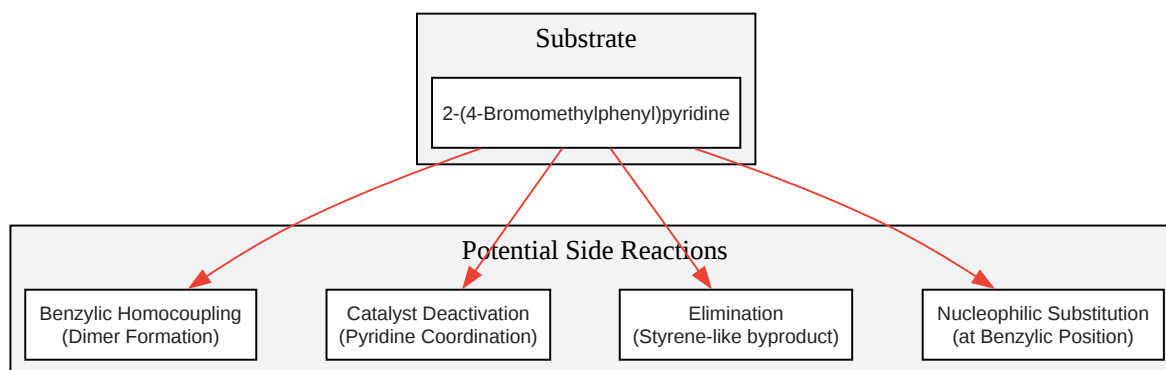 Substrate
2-(4-Bromomethylphenyl)pyridine
Potential Side Reactions
Benzylic Homocoupling
(Dimer Formation)
Catalyst Deactivation
(Pyridine Coordination)
Elimination
(Styrene-like byproduct)
Nucleophilic Substitution
(at Benzylic Position)